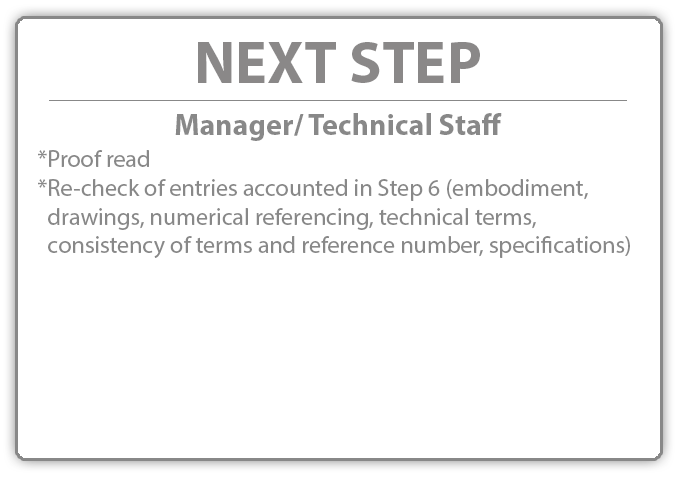 NEXT STEP
Manager/ Technical Staff
*Proof read
*Re-check of entries accounted in Step 6 (embodiment,
drawings, numerical referencing, technical terms,
consistency of terms and reference number, specifications)